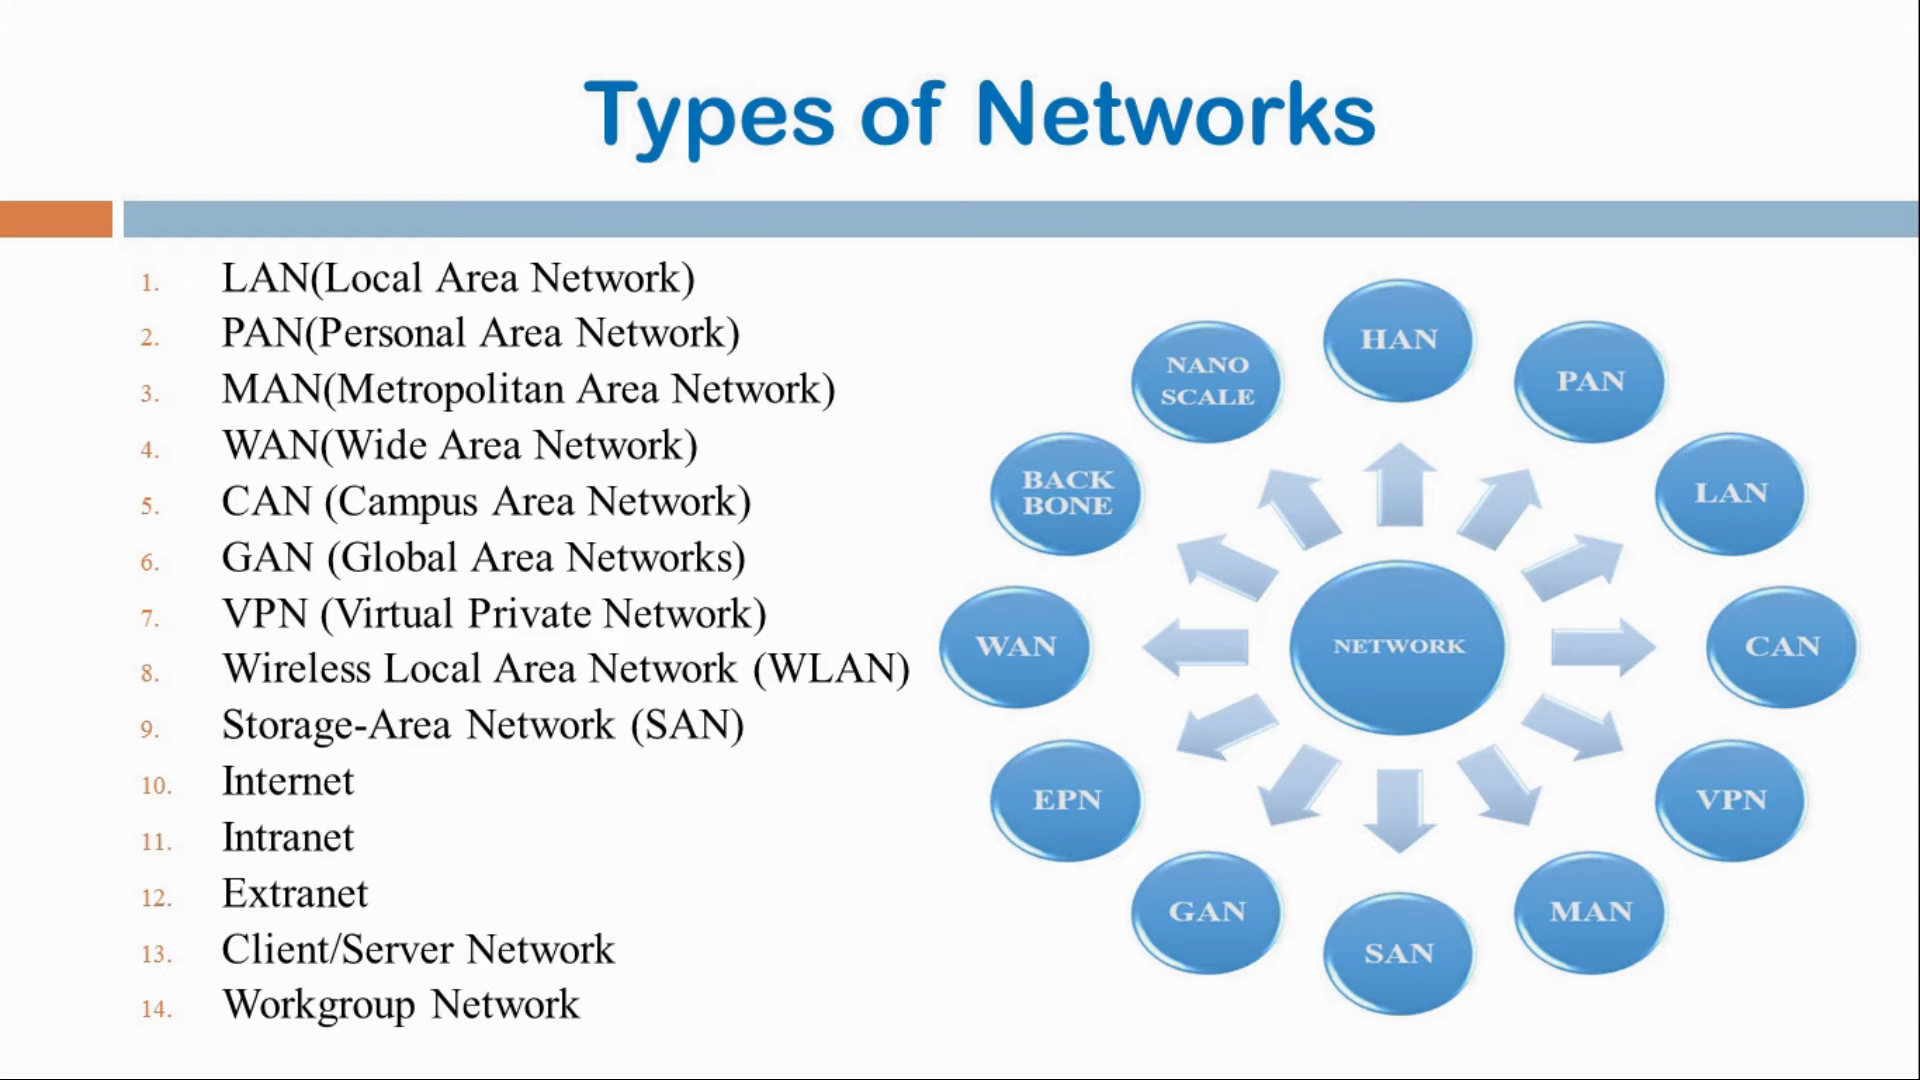 Types of Networks
1. LAN(Local Area Network)
2. PAN(Personal Area Network)
3. MAN(Metropolitan Area Network)
4. WAN(Wide Area Network)
5. CAN (Campus Area Network)
6. GAN (Global Area Networks)
7. VPN (Virtual Private Network)
8. Wireless Local Area Network (WLAN)
9. Storage-Area Network (SAN)
10. Internet
11. Intranet
12. Extranet
13. Client/Server Network
14. Workgroup Network
NETWORK
HAN
PAN
LAN
CAN
VPN
MAN
SAN
GAN
EPN
WAN
BACK
BONE
NANO
SCALE